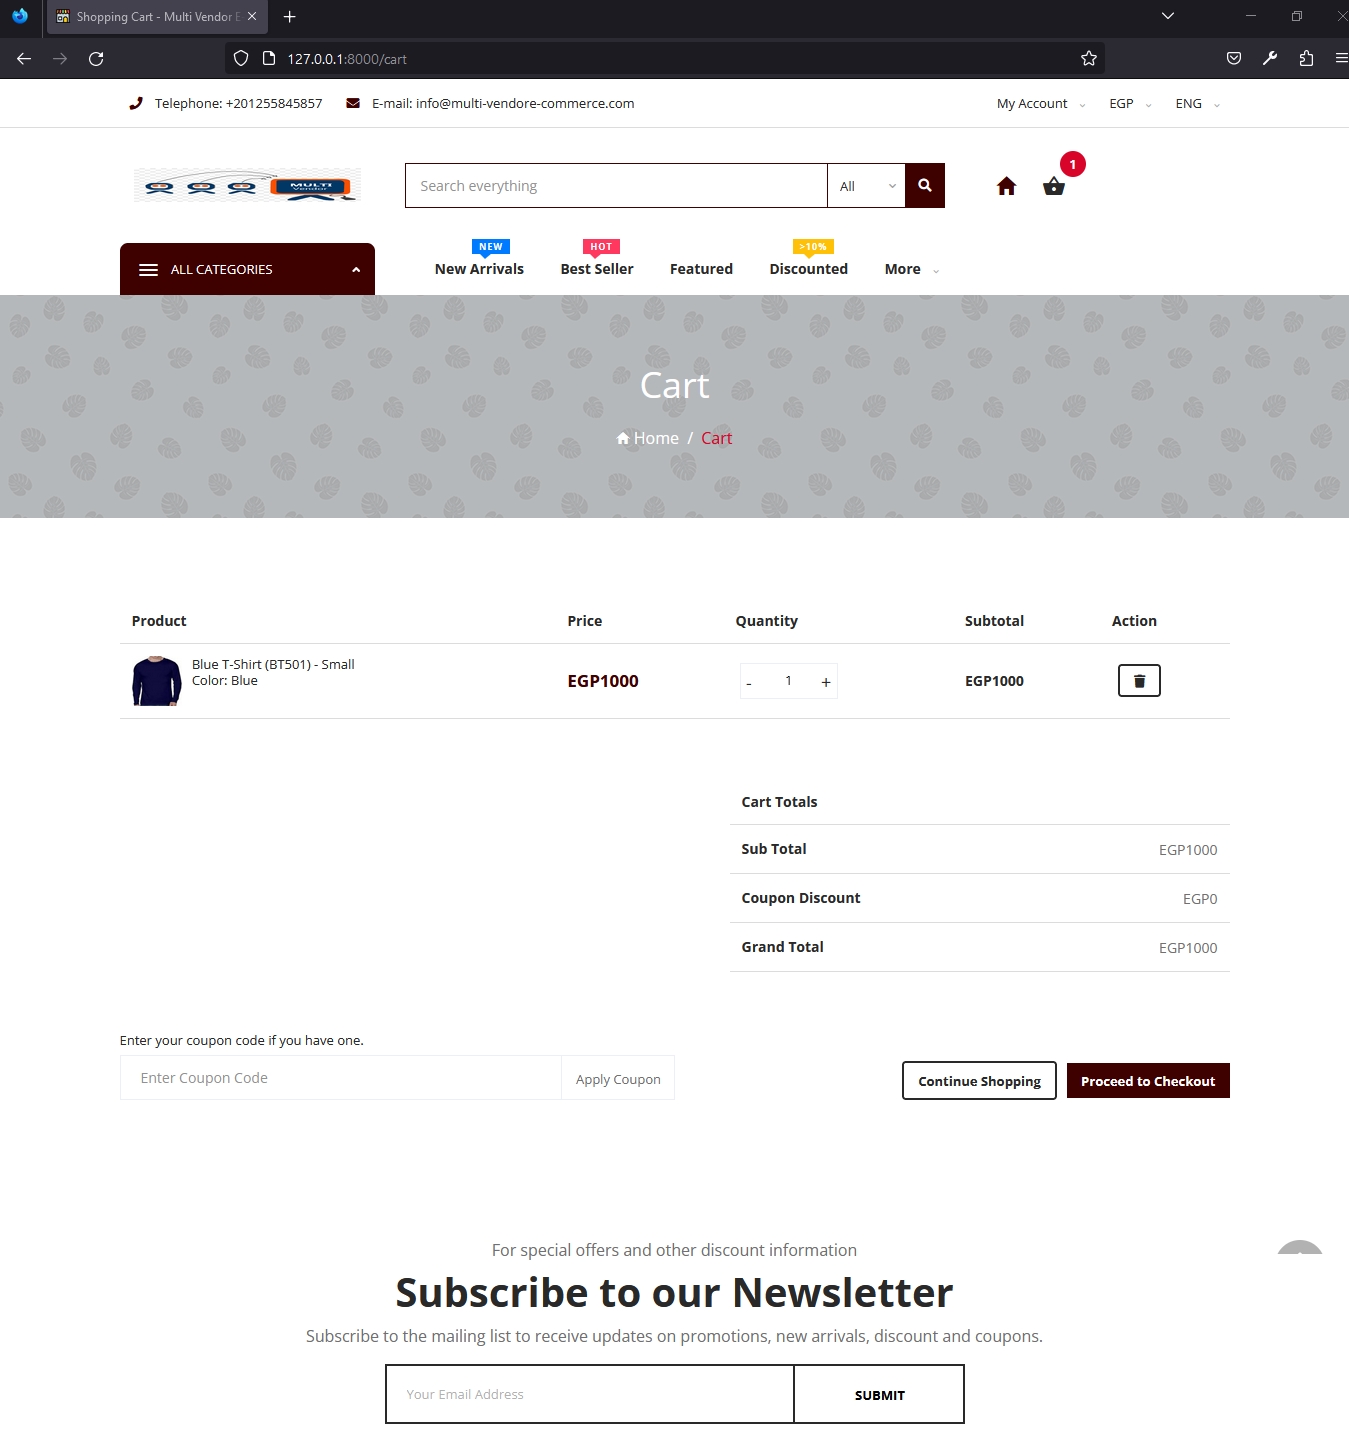 Shopping Cart - Multi Vendor E
127.0.0.1:8000/cart
Telephone: +201255845857
E-mail: info@multi-vendore-commerce.com
My Account
EGP
ENG
MULTI
Vendor
Search everything
All
1
ALL CATEGORIES
NEW
HOT
>10%
New Arrivals
Best Seller
Featured
Discounted
More
Cart
Home / Cart
Product Price Quantity Subtotal Action
Blue T-Shirt (BT501) - Small
Color: Blue
EGP1000
- 1 +
EGP1000
Cart Totals
Sub Total EGP1000
Coupon Discount EGP0
Grand Total EGP1000
Enter your coupon code if you have one.
Enter Coupon Code
Apply Coupon
Continue Shopping
Proceed to Checkout
For special offers and other discount information
Subscribe to our Newsletter
Subscribe to the mailing list to receive updates on promotions, new arrivals, discount and coupons.
Your Email Address
SUBMIT